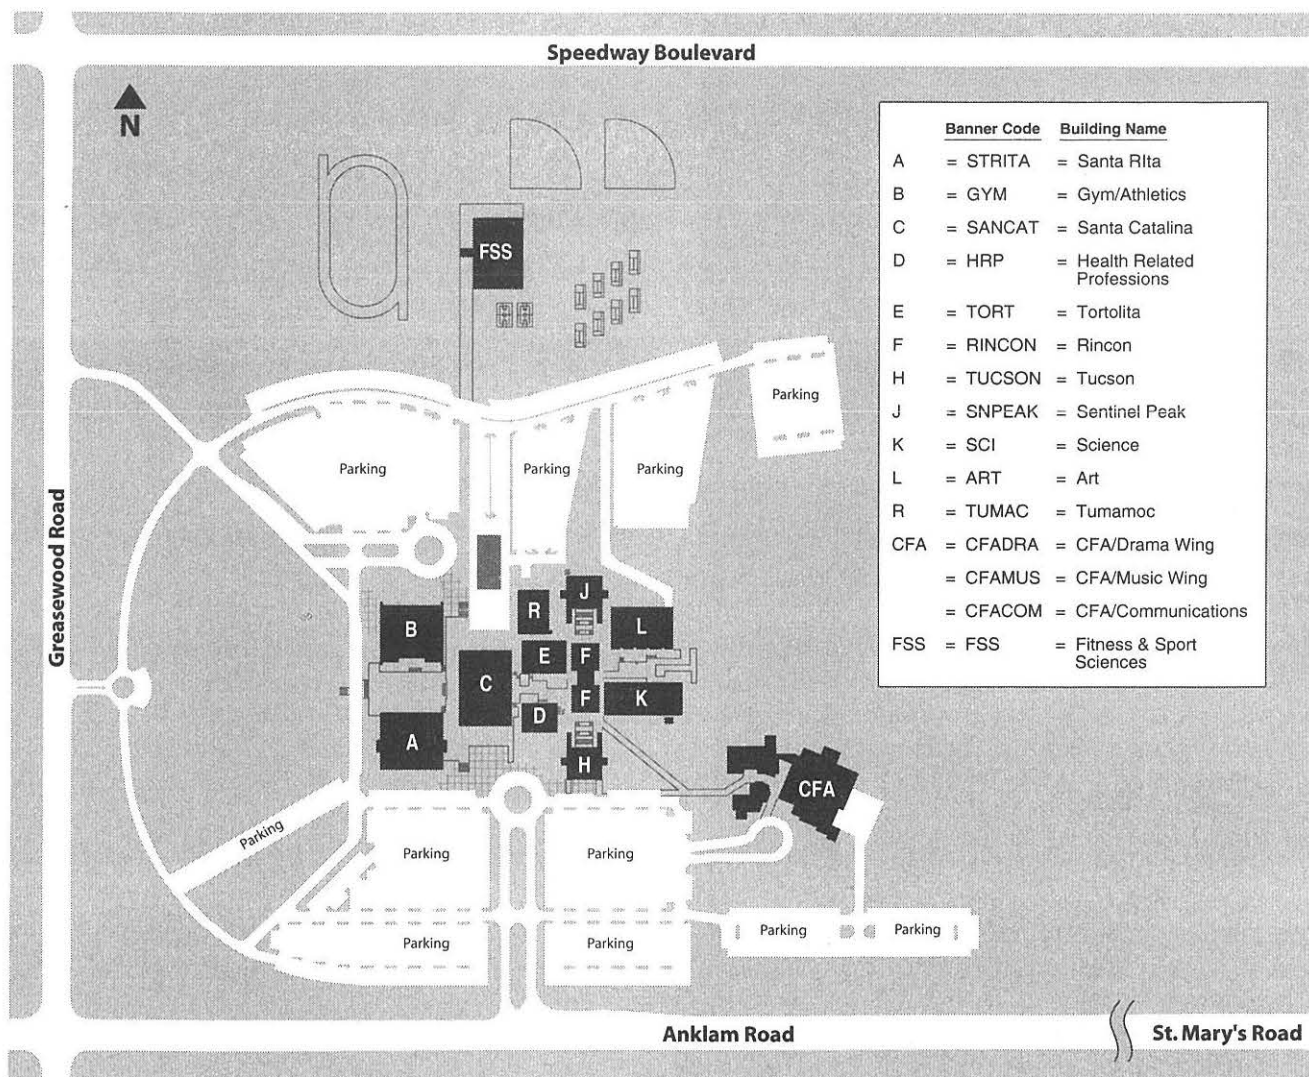 Speedway Boulevard
N
Banner Code Building Name
A = STRITA = Santa RIta
B = GYM = Gym/Athletics
C = SANCAT = Santa Catalina
D = HRP = Health Related
Professions
E = TORT = Tortolita
F = RINCON = Rincon
H = TUCSON = Tucson
J = SNPEAK = Sentinel Peak
K = SCI = Science
L = ART = Art
R = TUMAC = Tumamoc
CFA = CFADRA = CFA/Drama Wing
= CFAMUS = CFA/Music Wing
= CFACOM = CFA/Communications
FSS = FSS = Fitness & Sport
Sciences
FSS
Parking
Parking
Parking
Parking
Greasewood Road
J
R
L
B
E
F
C
F
K
D
A
H
CFA
Parking
Parking
Parking
Parking
Parking
Parking
Parking
Anklam Road
St. Mary's Road